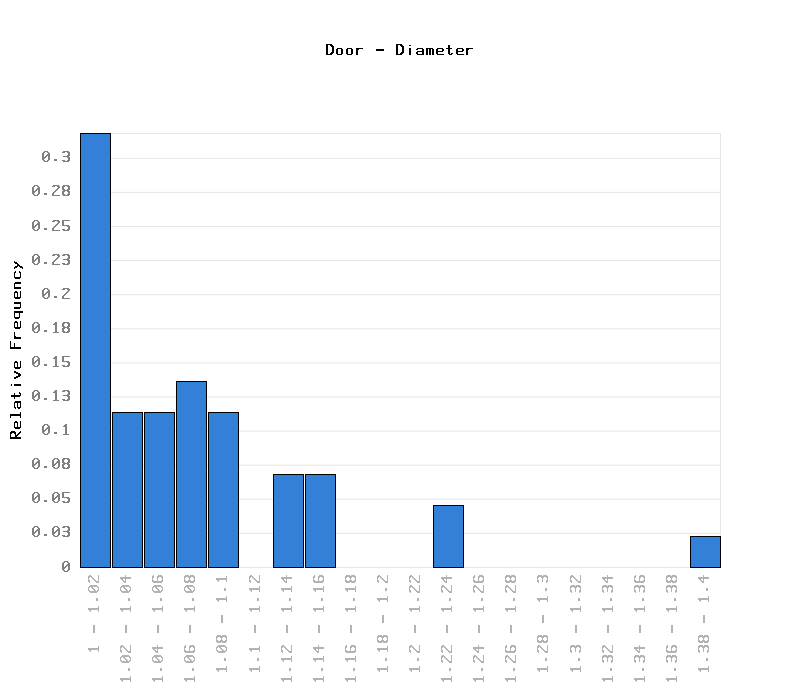 Door - Diameter
Relative Frequency
0.3
0.28
0.25
0.23
0.2
0.18
0.15
0.13
0.1
0.08
0.05
0.03
0
1 - 1.02
1.02 - 1.04
1.04 - 1.06
1.06 - 1.08
1.08 - 1.1
1.1 - 1.12
1.12 - 1.14
1.14 - 1.16
1.16 - 1.18
1.18 - 1.2
1.2 - 1.22
1.22 - 1.24
1.24 - 1.26
1.26 - 1.28
1.28 - 1.3
1.3 - 1.32
1.32 - 1.34
1.34 - 1.36
1.36 - 1.38
1.38 - 1.4